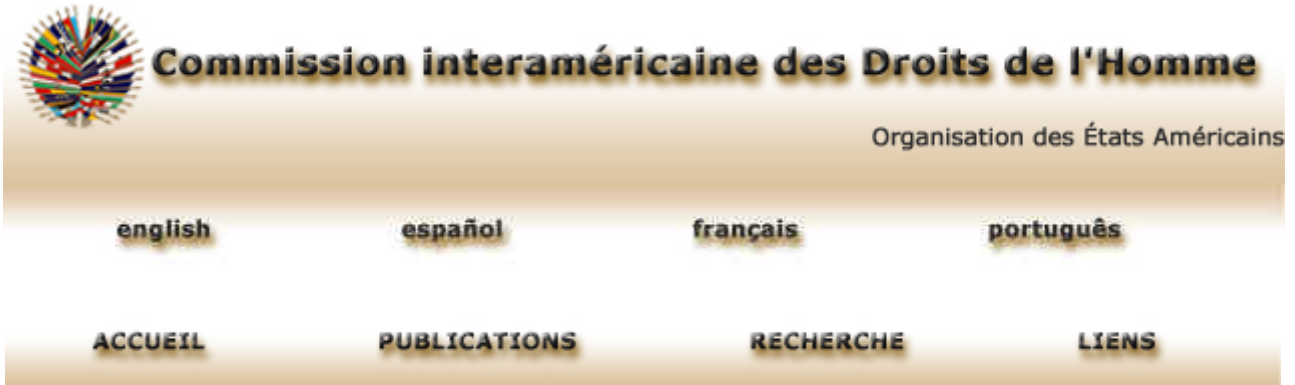 Commission interaméricaine des Droits de l'Homme
Organisation des États Américains
english español français português
ACCUEIL PUBLICATIONS RECHERCHE LIENS